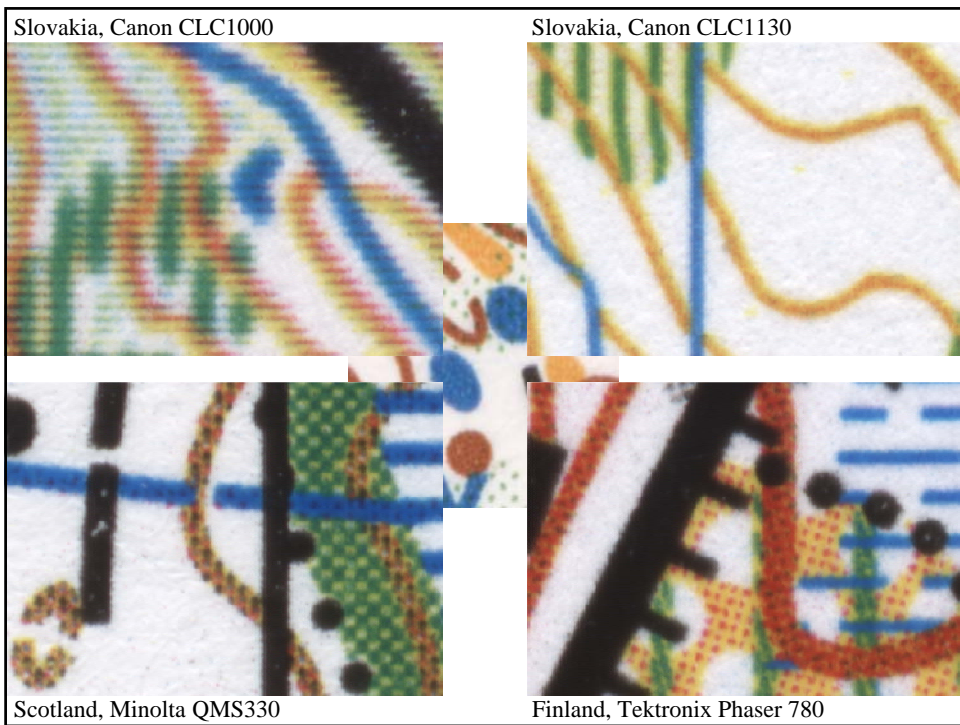 Slovakia, Canon CLC1000
Slovakia, Canon CLC1130
Scotland, Minolta QMS330
Finland, Tektronix Phaser 780